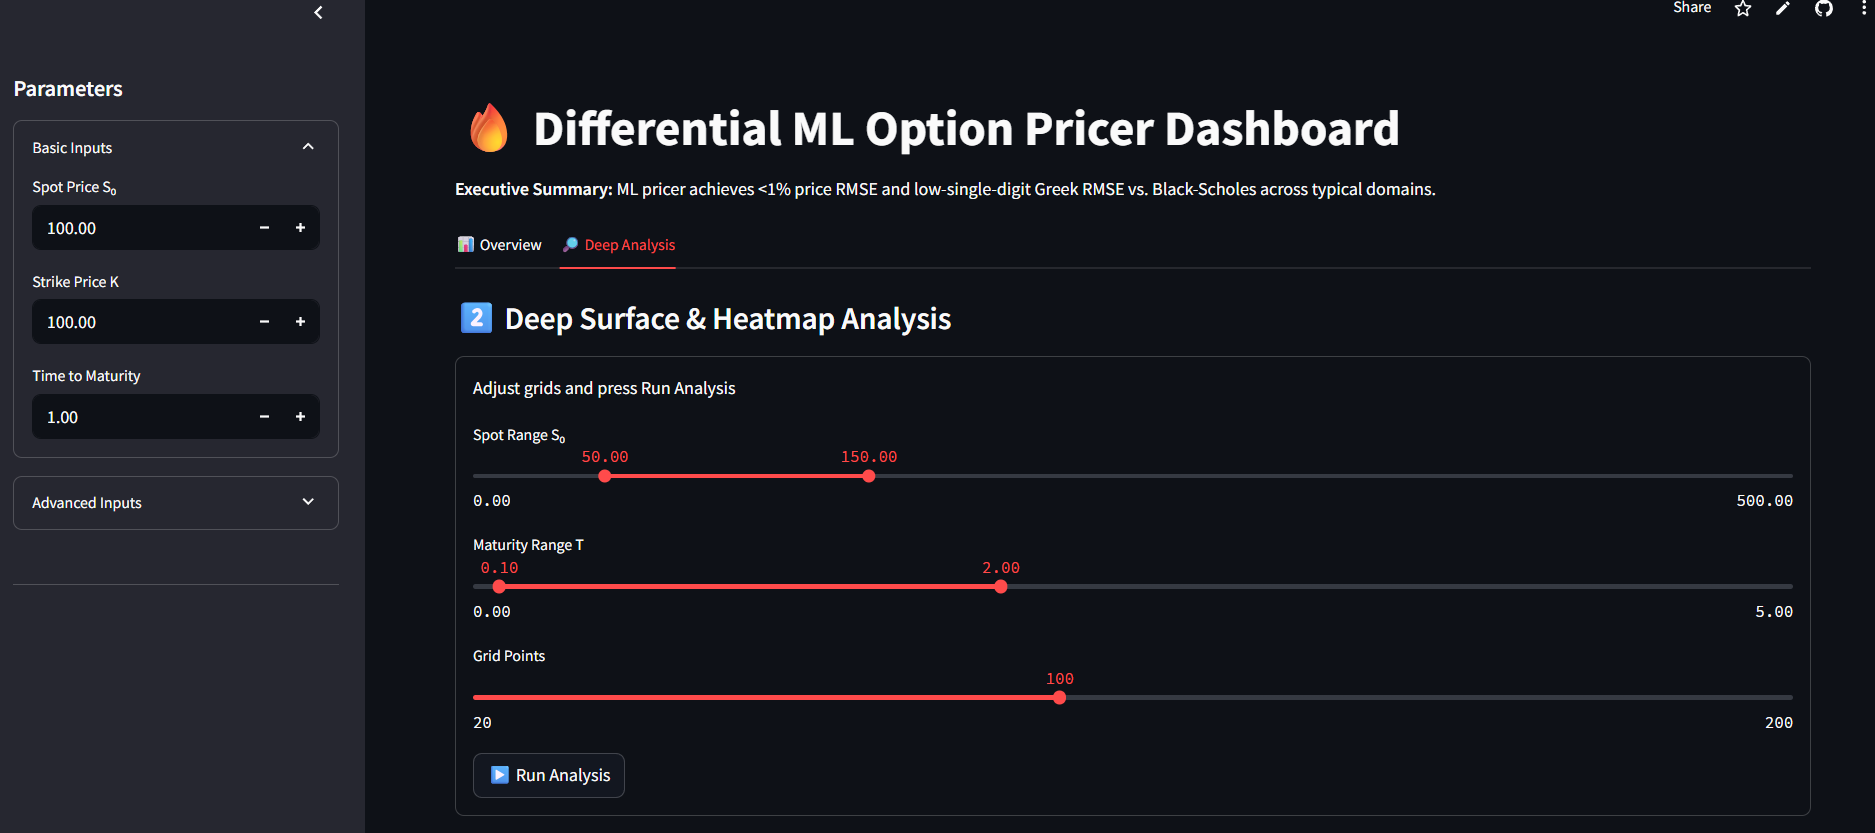 Share
Parameters
Basic Inputs
Spot Price S₀
100.00
Strike Price K
100.00
Time to Maturity
1.00
Advanced Inputs
Differential ML Option Pricer Dashboard
Executive Summary: ML pricer achieves <1% price RMSE and low-single-digit Greek RMSE vs. Black-Scholes across typical domains.
Overview Deep Analysis
2 Deep Surface & Heatmap Analysis
Adjust grids and press Run Analysis
Spot Range S₀
50.00 150.00
0.00 500.00
Maturity Range T
0.10 2.00
0.00 5.00
Grid Points
100
20 200
Run Analysis